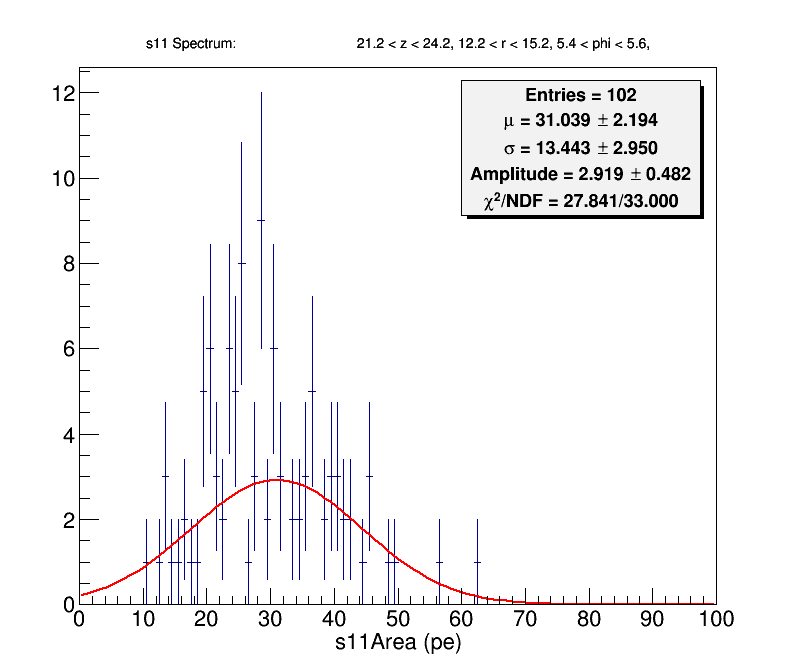 s11 Spectrum: 21.2 < z < 24.2, 12.2 < r < 15.2, 5.4 < phi < 5.6,
Entries = 102
μ = 31.039 ± 2.194
σ = 13.443 ± 2.950
Amplitude = 2.919 ± 0.482
χ²/NDF = 27.841/33.000
12
10
8
6
4
2
0
0 10 20 30 40 50 60 70 80 90 100
s11Area (pe)